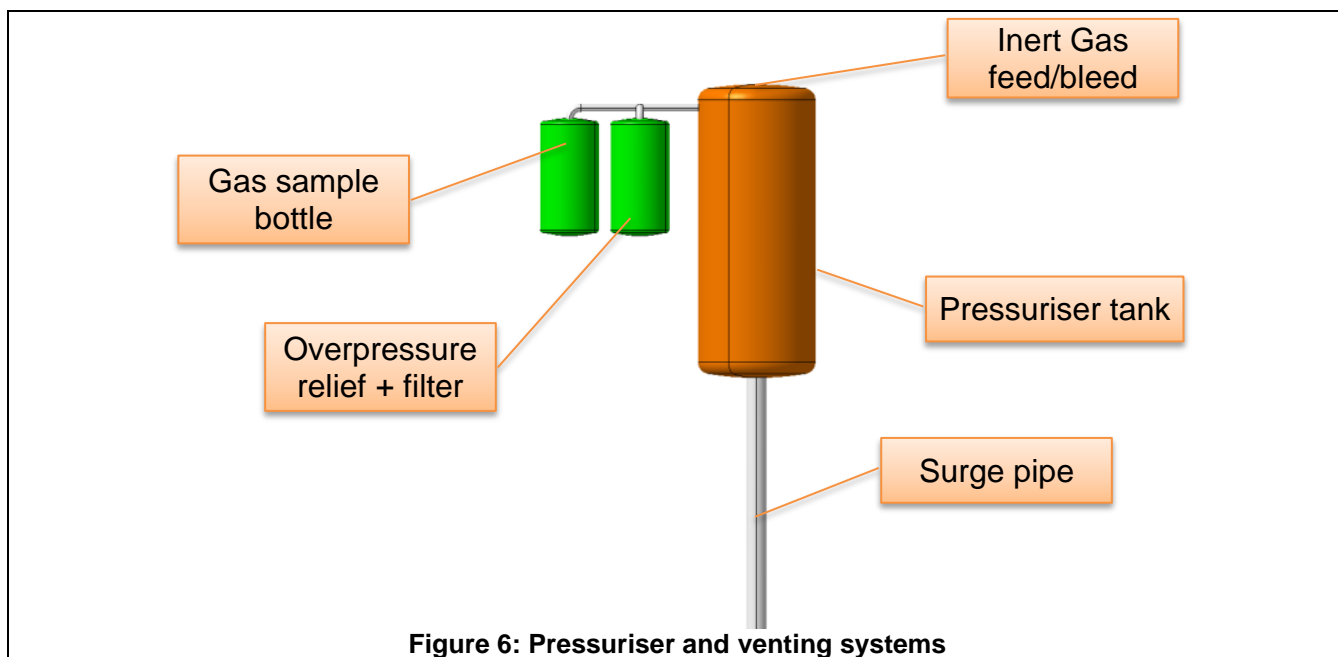 Inert Gas
feed/bleed
Gas sample
bottle
Pressuriser tank
Overpressure
relief + filter
Surge pipe
Figure 6: Pressuriser and venting systems